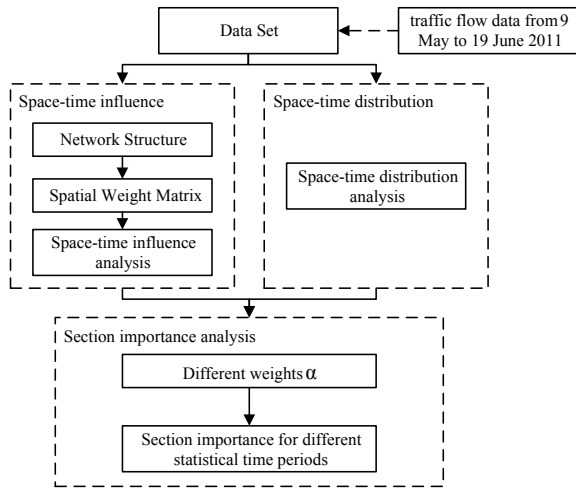 Data Set
traffic flow data from 9
May to 19 June 2011
Space-time influence
Network Structure
Spatial Weight Matrix
Space-time influence
analysis
Space-time distribution
Space-time distribution
analysis
Section importance analysis
Different weights α
Section importance for different
statistical time periods